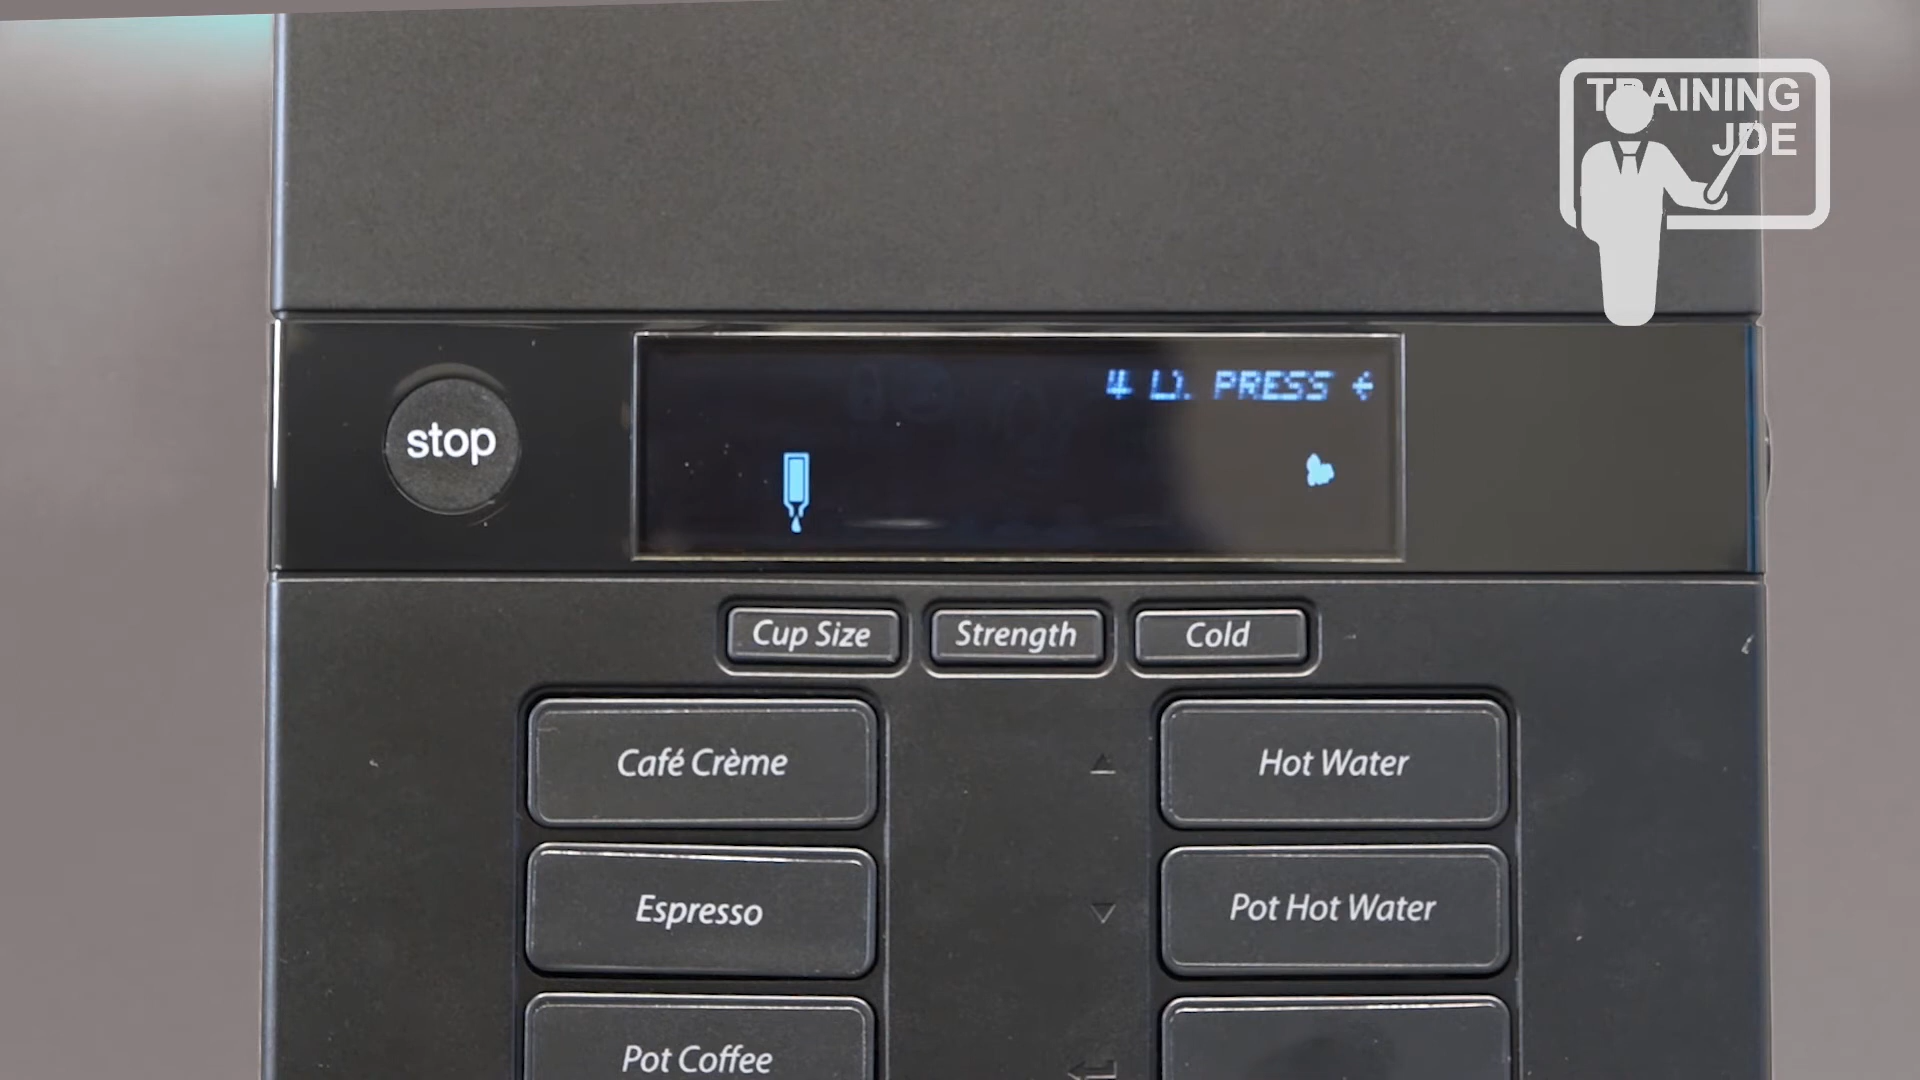 TRAINING
JDE
4 L). PRESS
stop
Cup Size
Strength
Cold
Café Crème
Hot Water
Espresso
Pot Hot Water
Pot Coffee